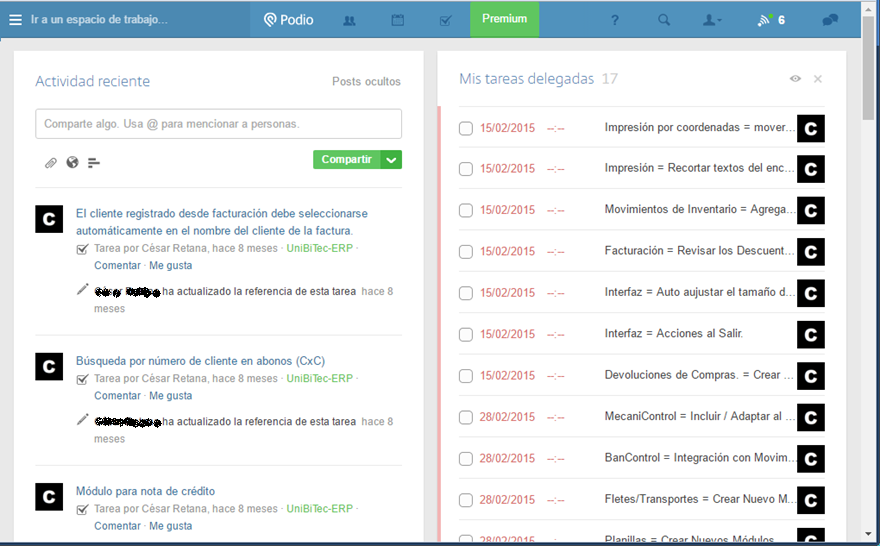 Ir a un espacio de trabajo...
Podio
Premium
?
6
Actividad reciente
Posts ocultos
Comparte algo. Usa @ para mencionar a personas.
Compartir
C
El cliente registrado desde facturación debe seleccionarse
automáticamente en el nombre del cliente de la factura.
Tarea por César Retana, hace 8 meses · UniBiTec-ERP ·
Comentar · Me gusta
ha actualizado la referencia de esta tarea hace 8
meses
C
Búsqueda por número de cliente en abonos (CxC)
Tarea por César Retana, hace 8 meses · UniBiTec-ERP ·
Comentar · Me gusta
ha actualizado la referencia de esta tarea hace 8
meses
C
Módulo para nota de crédito
Tarea por César Retana, hace 8 meses · UniBiTec-ERP ·
Comentar · Me gusta
Mis tareas delegadas 17
15/02/2015 --:-- Impresión por coordenadas = mover... C
15/02/2015 --:-- Impresión = Recortar textos del enc... C
15/02/2015 --:-- Movimientos de Inventario = Agrega... C
15/02/2015 --:-- Facturación = Revisar los Descuent... C
15/02/2015 --:-- Interfaz = Auto aujustar el tamaño d... C
15/02/2015 --:-- Interfaz = Acciones al Salir. C
15/02/2015 --:-- Devoluciones de Compras. = Crear ... C
28/02/2015 --:-- MecaniControl = Incluir / Adaptar al ... C
28/02/2015 --:-- BanControl = Integración con Movim... C
28/02/2015 --:-- Fletes/Transportes = Crear Nuevo M... C
28/02/2015 --:-- Planillas = Crear Nuevos Módulos C